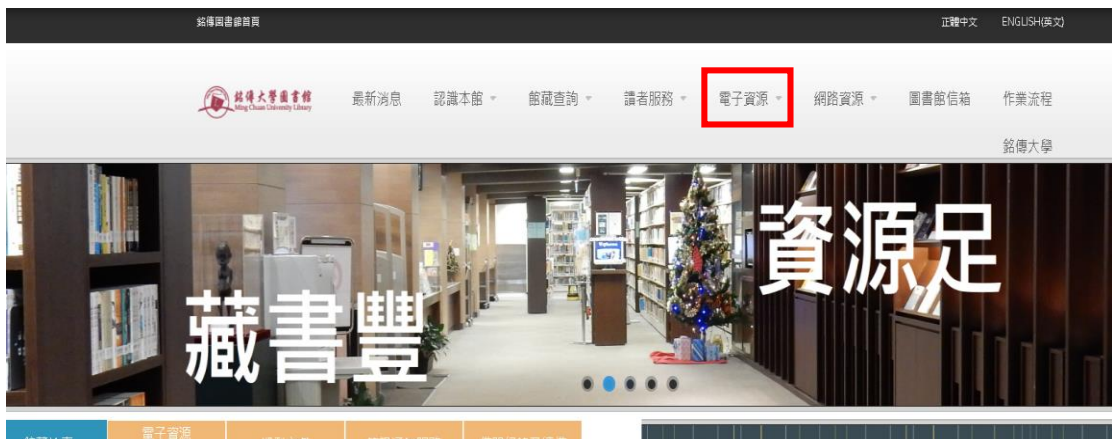 銘傳圖書館首頁
正體中文 ENGLISH(英文)
銘傳大學圖書館 最新消息 認識本館 館藏查詢 讀者服務 電子資源 網路資源 圖書館信箱 作業流程
Ming Chuan University Library
銘傳大學
資源足
藏書豐
電子資源